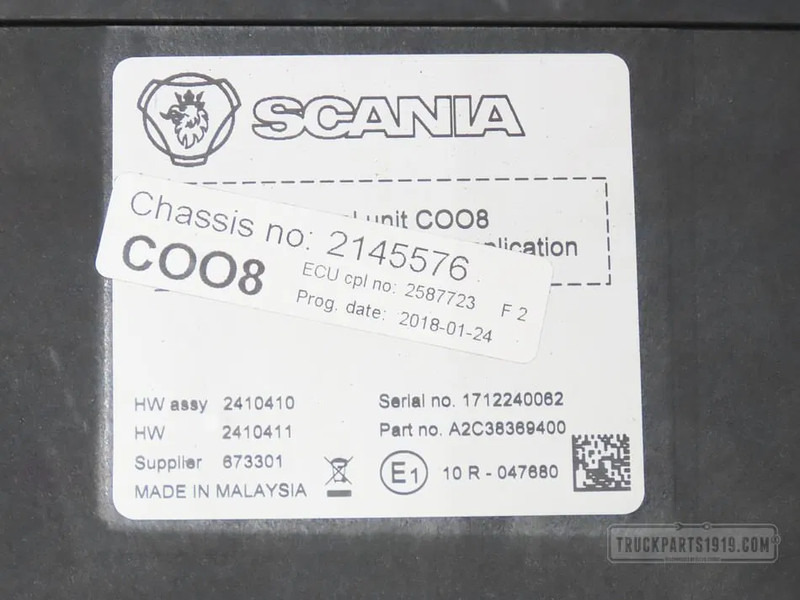 SCANIA
unit COO8
Chassis no: 2145576
COO8
ECU cpl no: 2587723 F 2
Prog. date: 2018-01-24
HW assy 2410410
HW 2410411
Supplier 673301
MADE IN MALAYSIA
Serial no. 1712240062
Part no. A2C38369400
E1 10 R - 047680
TRUCKPARTS1919.COM